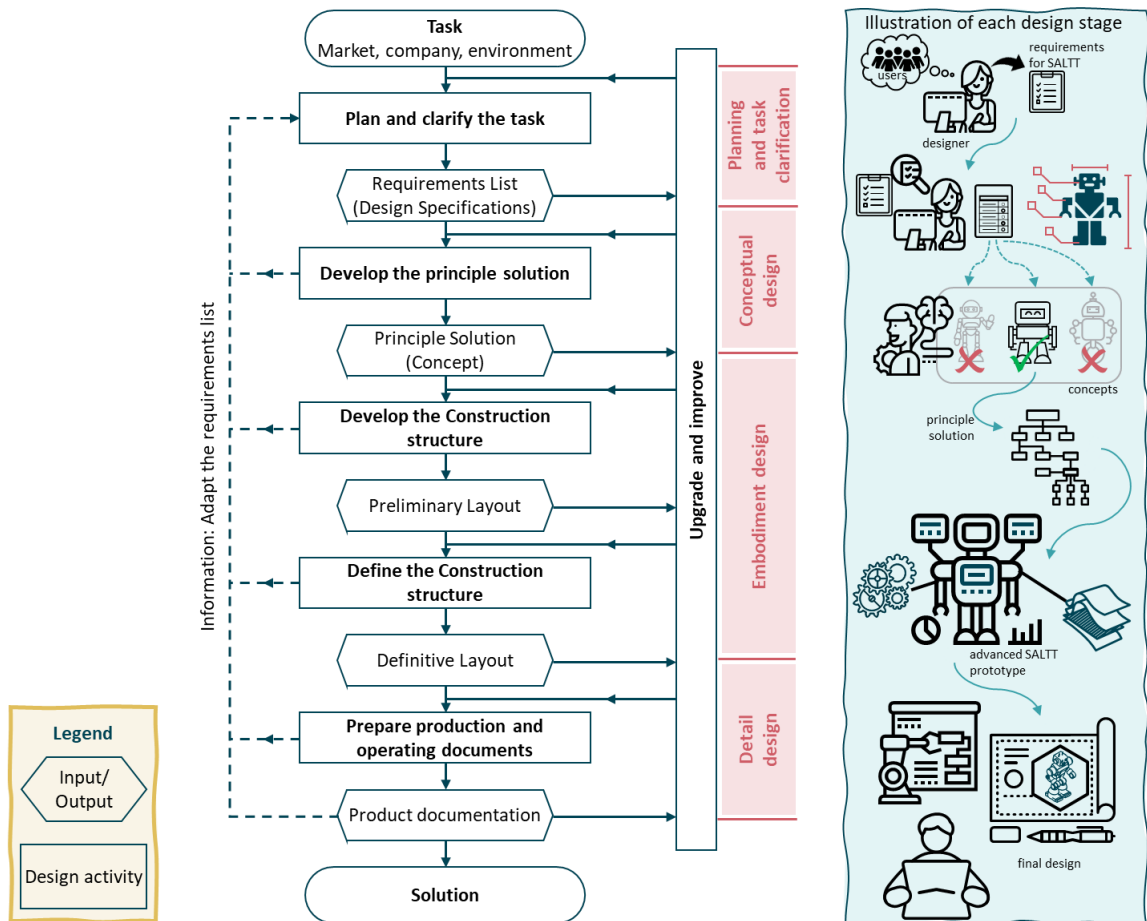 Task
Market, company, environment
Plan and clarify the task
Requirements List
(Design Specifications)
Develop the principle solution
Principle Solution
(Concept)
Develop the Construction
structure
Preliminary Layout
Define the Construction
structure
Definitive Layout
Prepare production and
operating documents
Product documentation
Solution
Information: Adapt the requirements list
Upgrade and improve
Planning
and task
clarification
Conceptual
design
Embodiment design
Detail
design
Legend
Input/
Output
Design activity
Illustration of each design stage
users
requirements
for SALTT
designer
concepts
principle
solution
advanced SALTT
prototype
final design